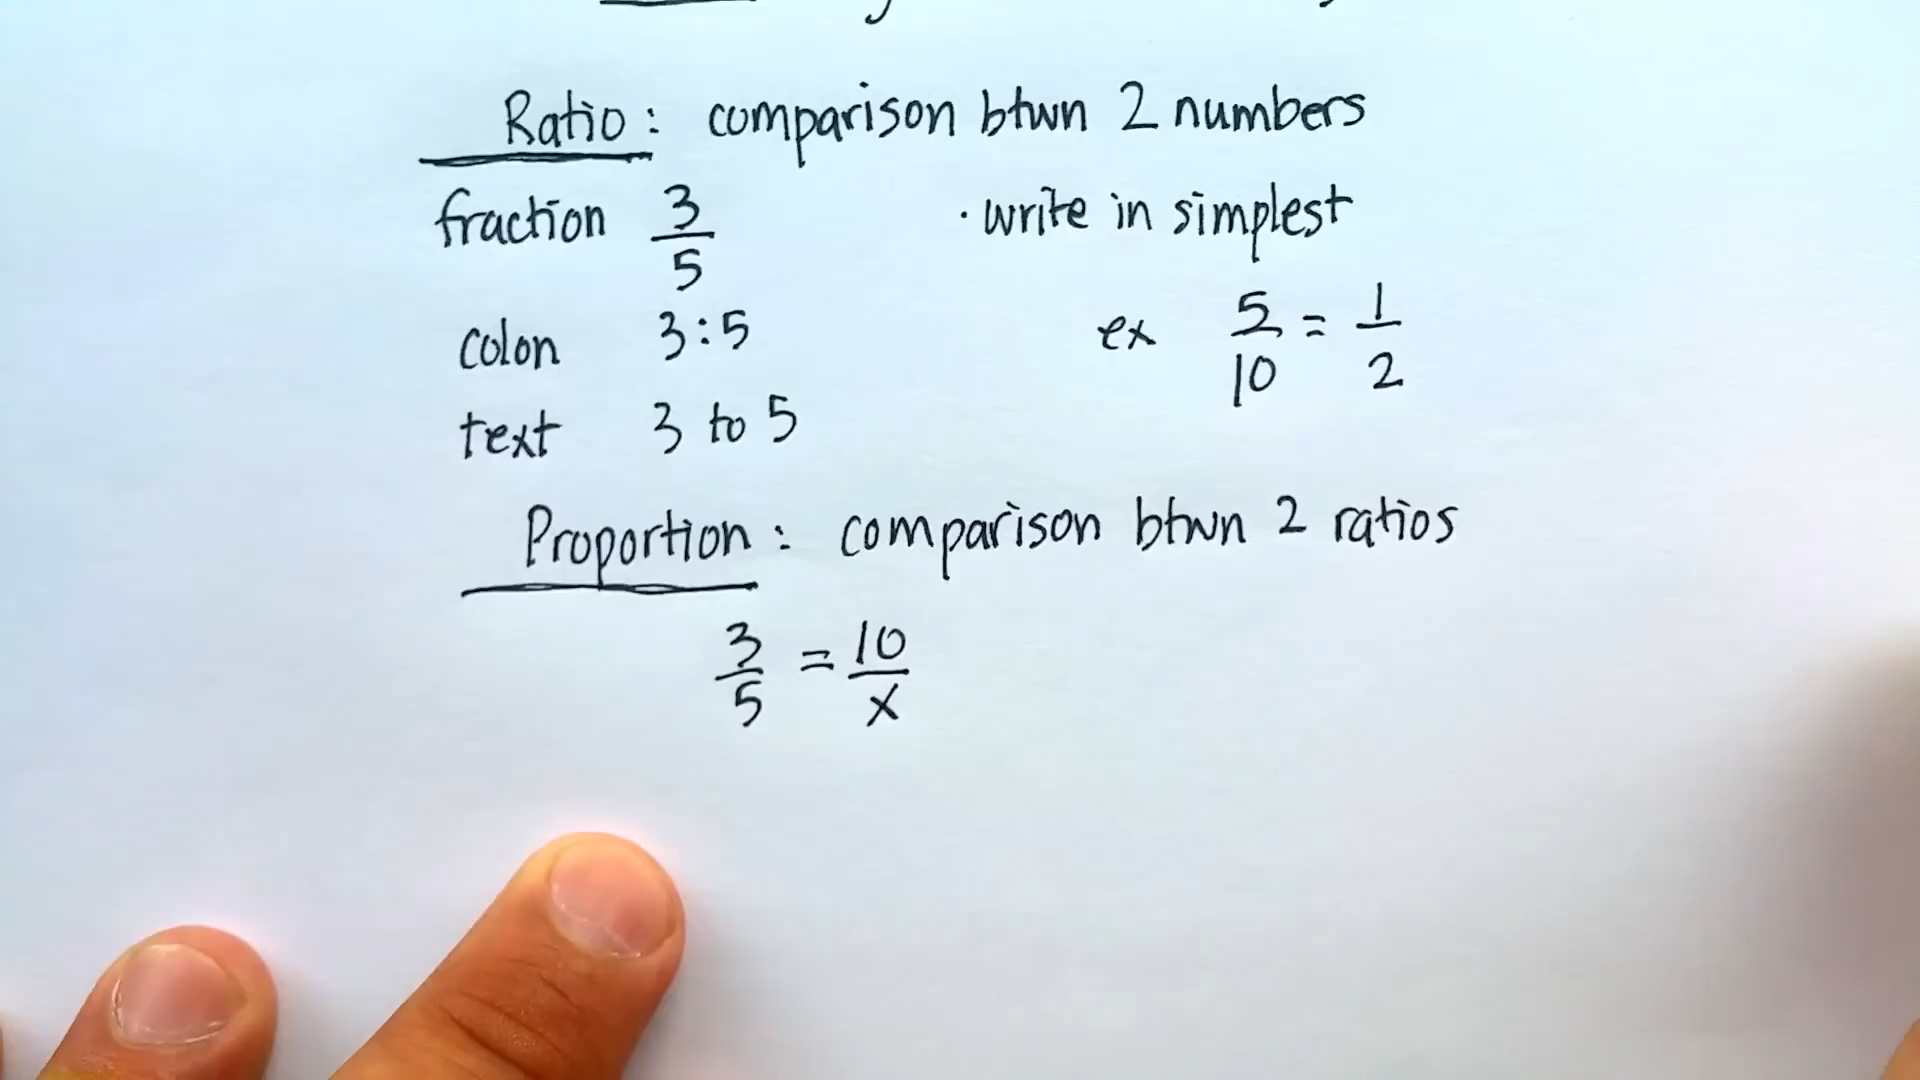 Ratio: comparison btwn 2 numbers
fraction 3/5
· write in simplest
colon 3:5
ex 5/10 = 1/2
text 3 to 5
Proportion: comparison btwn 2 ratios
3/5 = 10/x